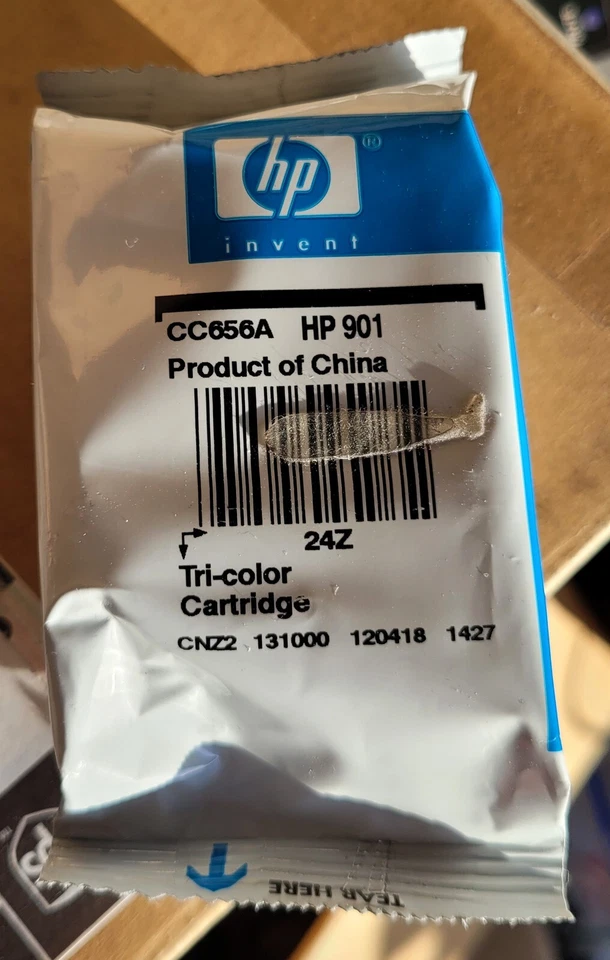 hp ®
invent
CC656A HP 901
Product of China
24Z
Tri-color
Cartridge
CNZ2 131000 120418 1427
TEAR HERE